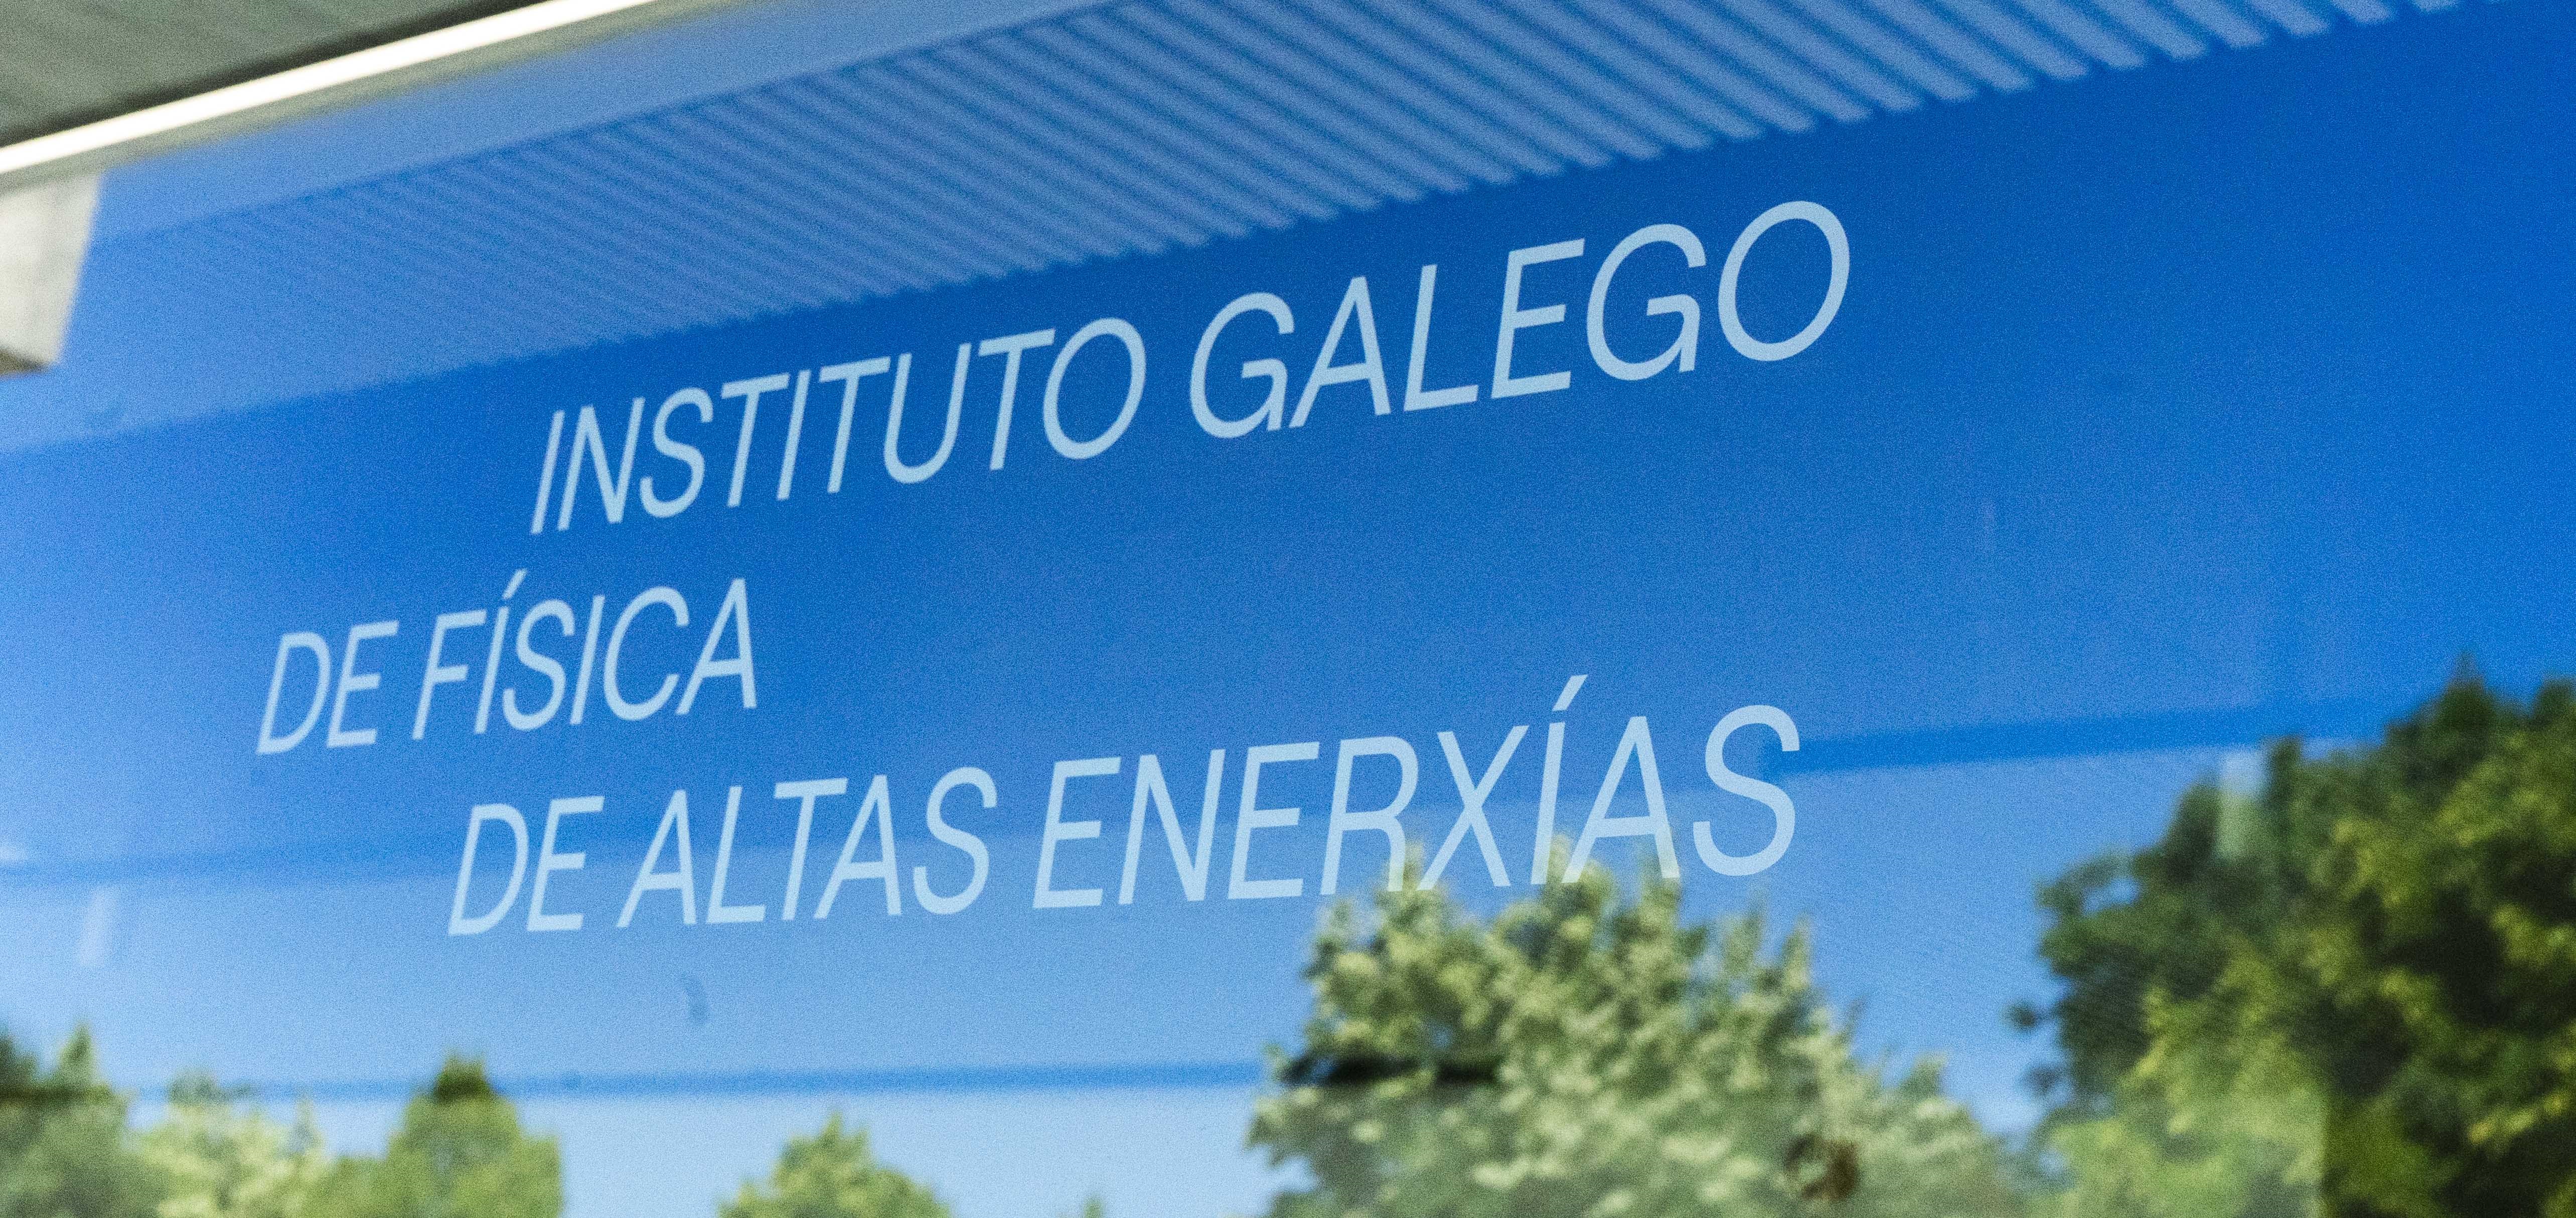 INSTITUTO GALEGO
DE FÍSICA
DE ALTAS ENERXÍAS